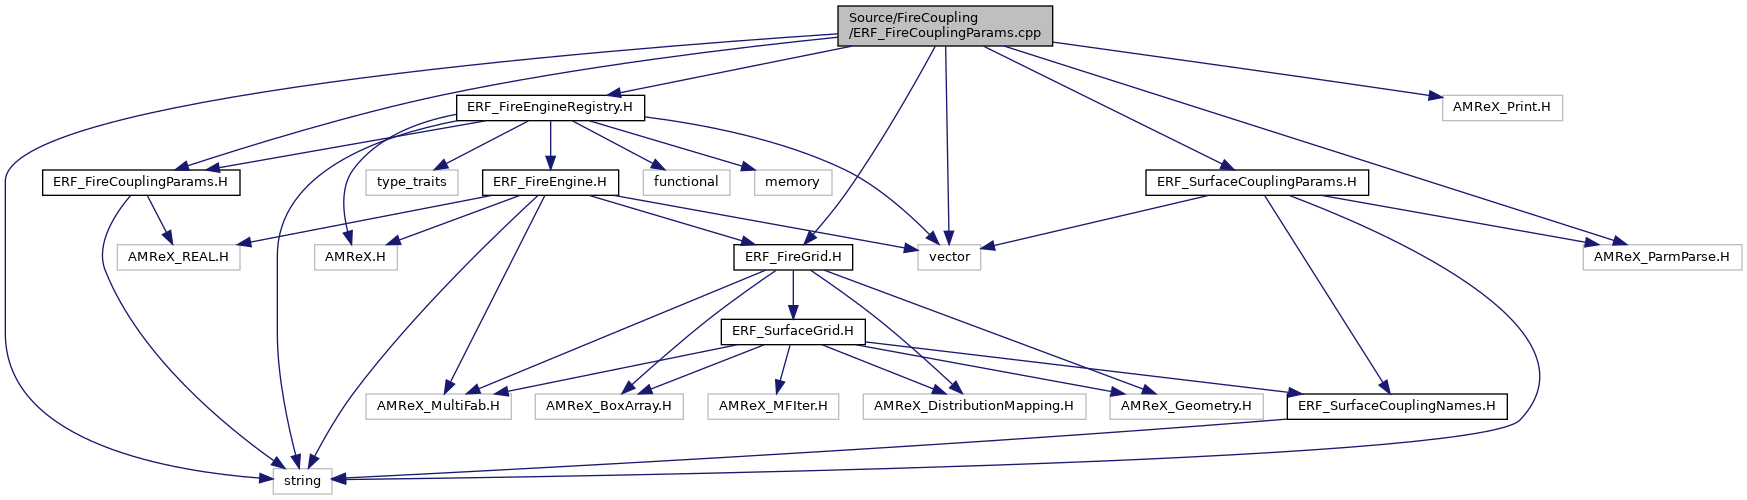 Source/FireCoupling
/ERF_FireCouplingParams.cpp
ERF_FireEngineRegistry.H
AMReX_Print.H
ERF_FireCouplingParams.H
type_traits
ERF_FireEngine.H
functional
memory
ERF_SurfaceCouplingParams.H
AMReX_REAL.H
AMReX.H
ERF_FireGrid.H
vector
AMReX_ParmParse.H
ERF_SurfaceGrid.H
AMReX_MultiFab.H
AMReX_BoxArray.H
AMReX_MFIter.H
AMReX_DistributionMapping.H
AMReX_Geometry.H
ERF_SurfaceCouplingNames.H
string